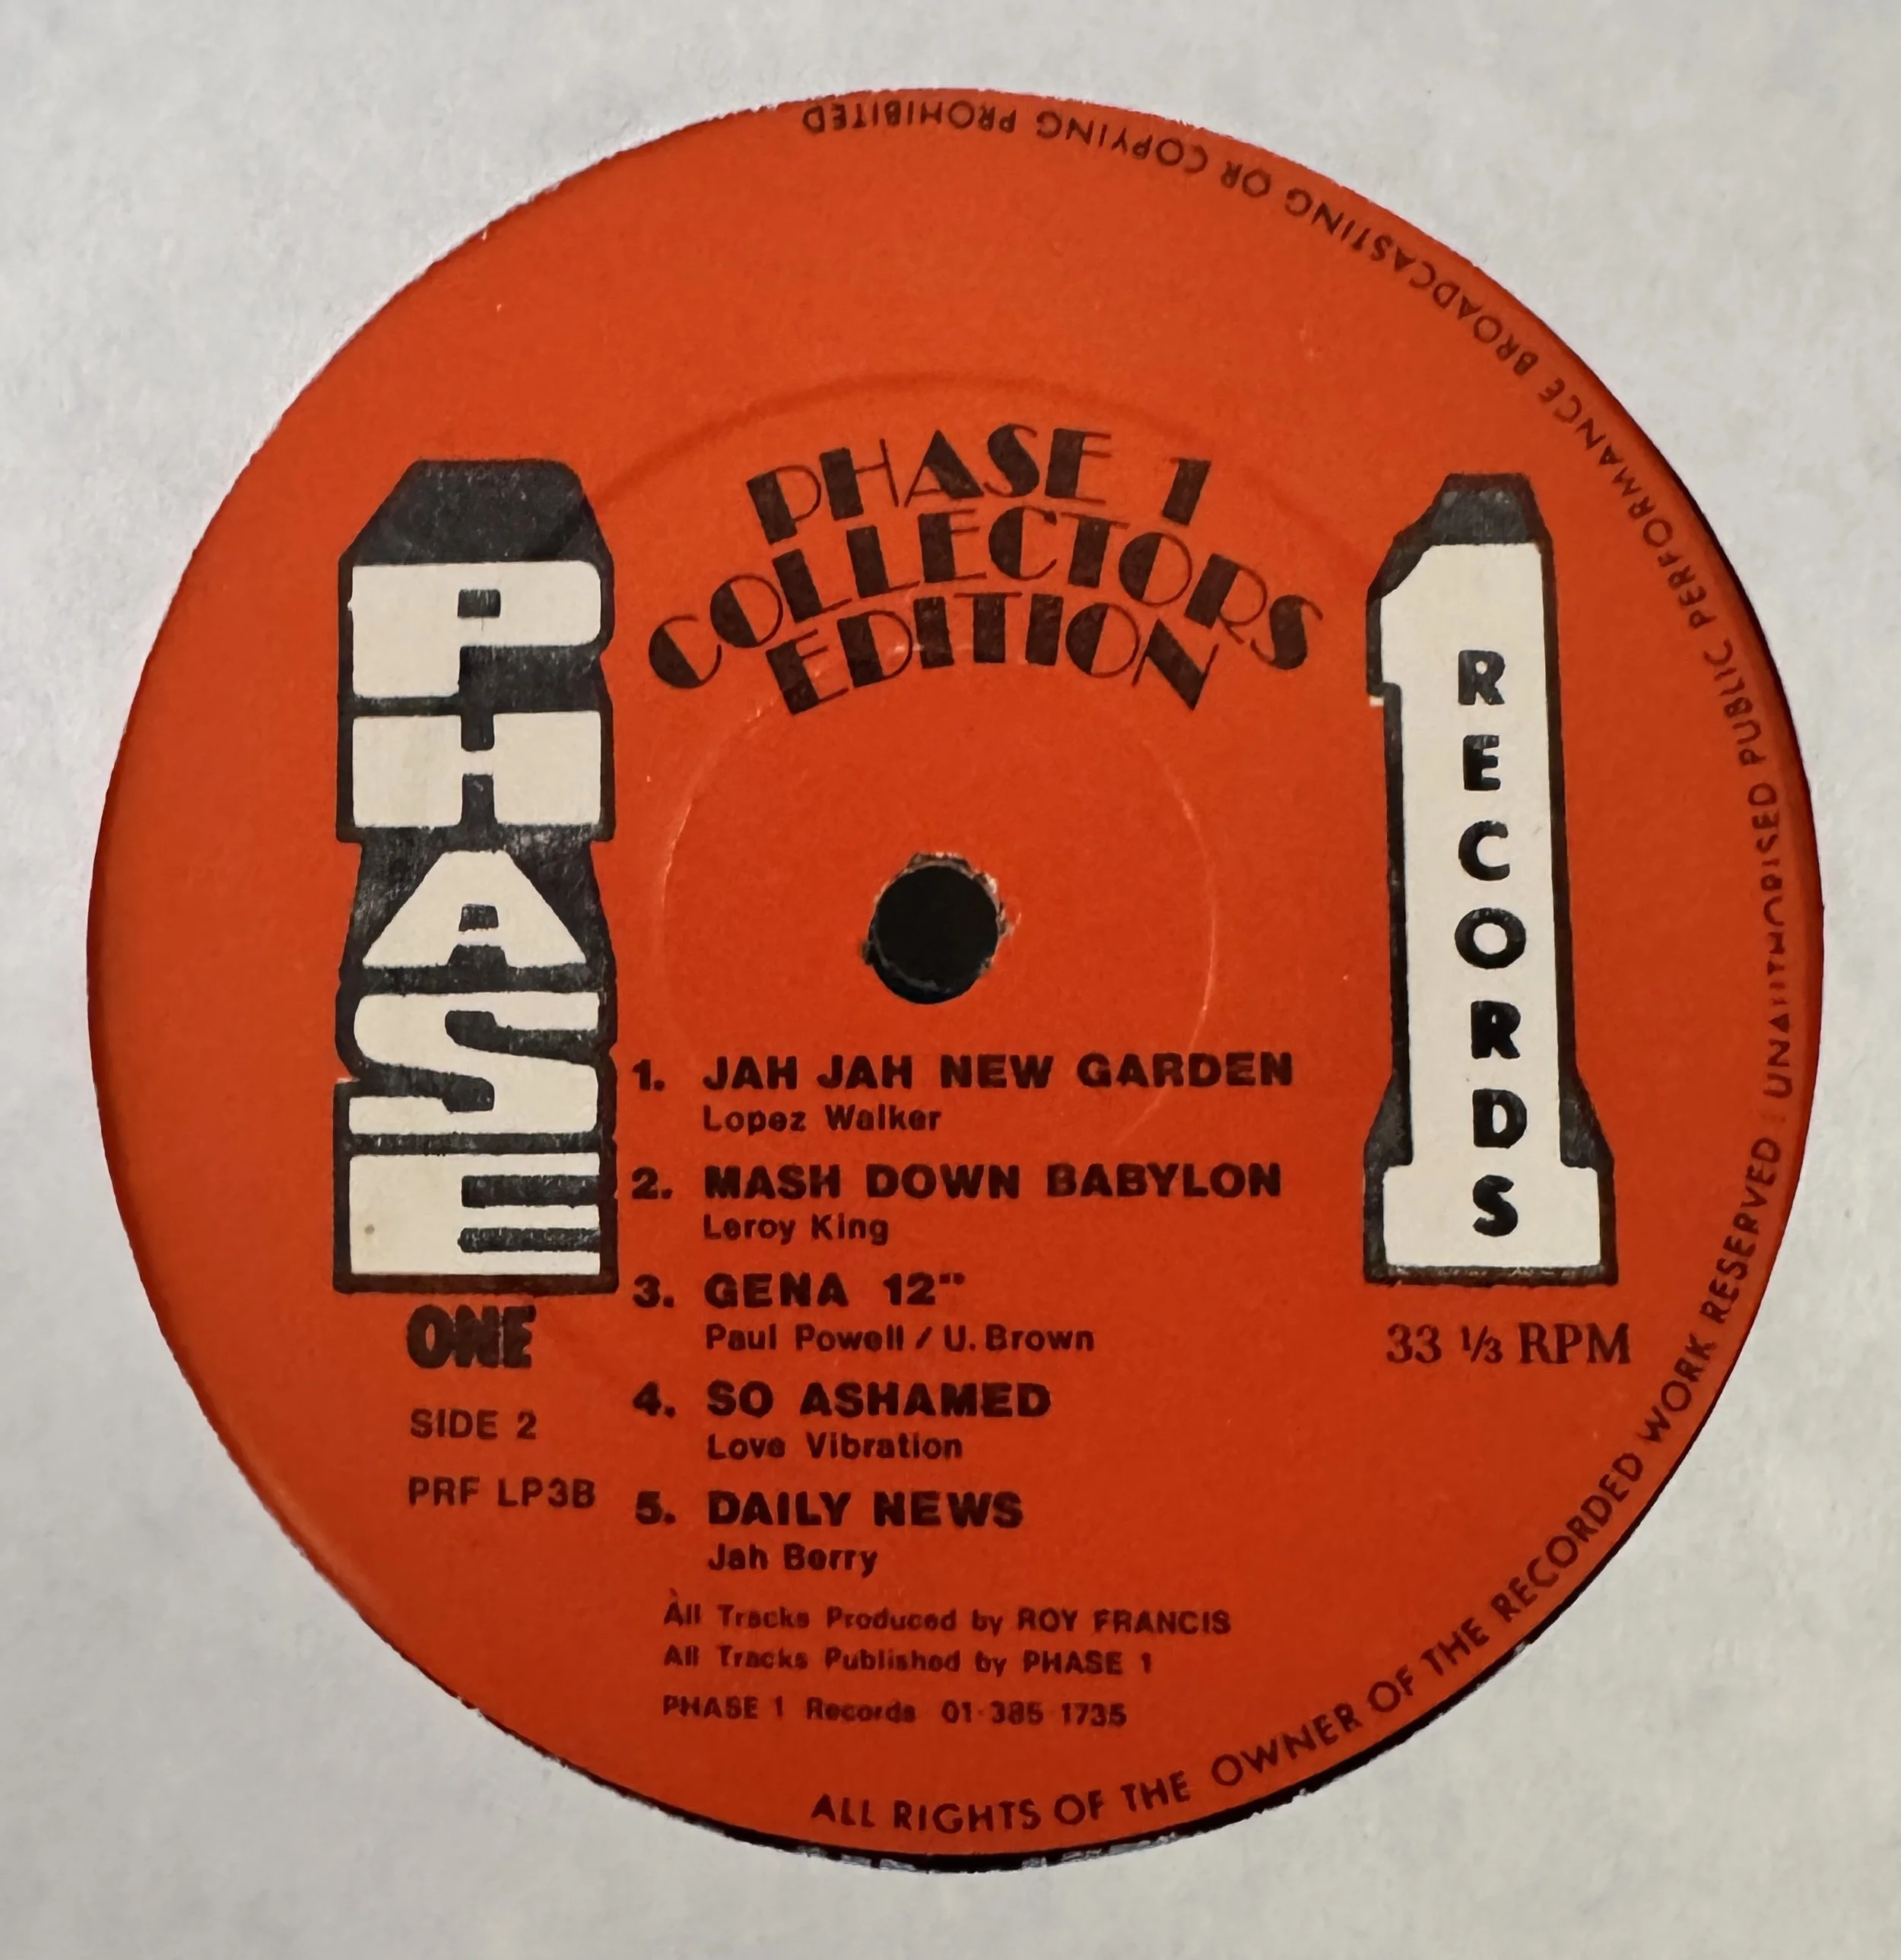 PHASE 1
COLLECTORS
EDITION
PHASE
ONE
SIDE 2
PRF LP3B
1 RECORDS
33 ⅓ RPM
1. JAH JAH NEW GARDEN
Lopez Walker
2. MASH DOWN BABYLON
Leroy King
3. GENA 12"
Paul Powell / U. Brown
4. SO ASHAMED
Love Vibration
5. DAILY NEWS
Jah Berry
All Tracks Produced by ROY FRANCIS
All Tracks Published by PHASE 1
PHASE 1 Records 01-385 1735
ALL RIGHTS OF THE OWNER OF THE RECORDED WORK RESERVED : UNAUTHORISED PUBLIC PERFORMANCE BROADCASTING OR COPYING PROHIBITED